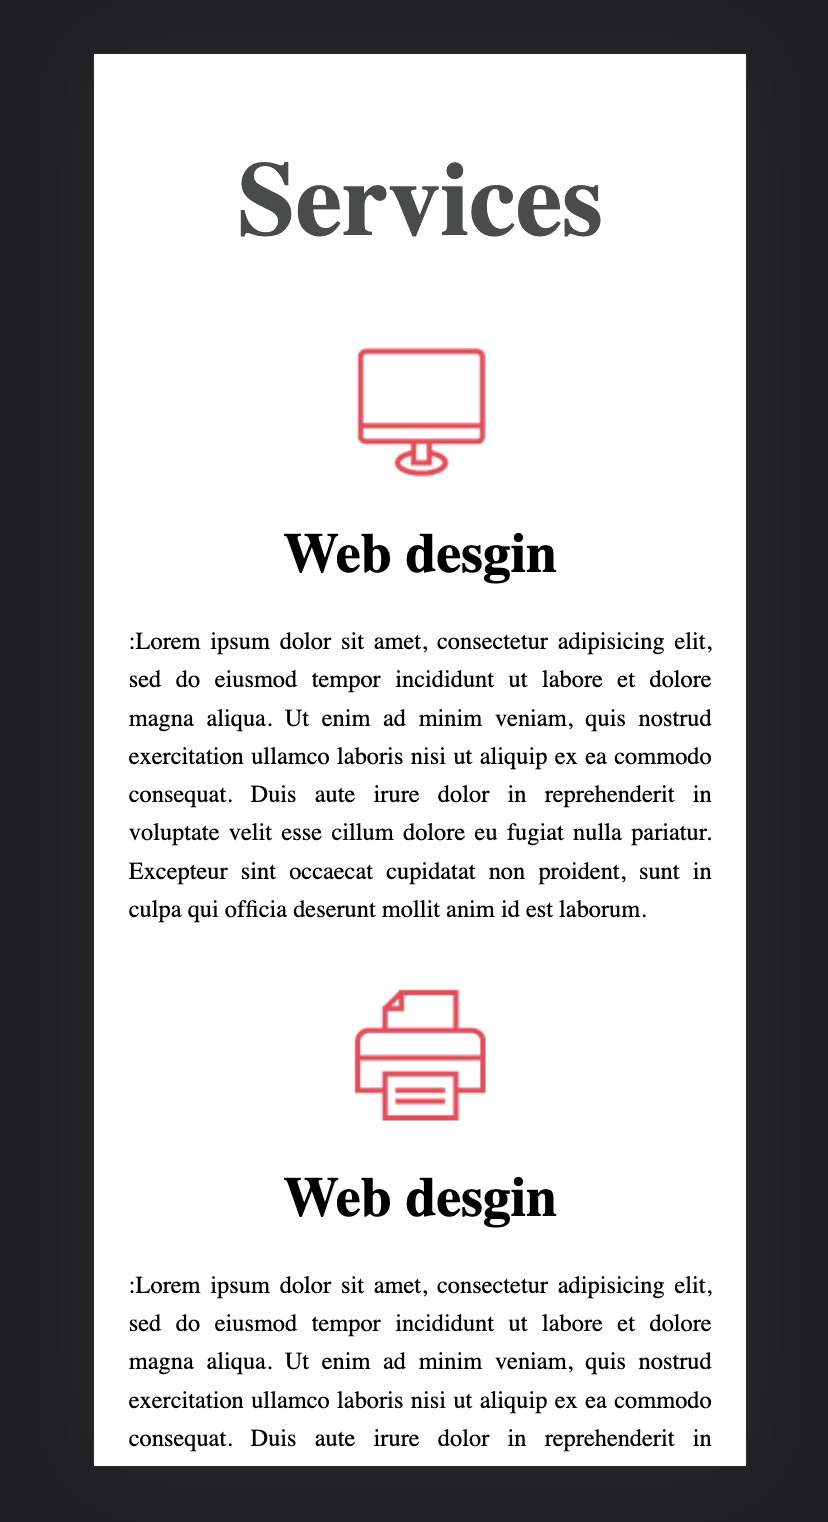 Services
Web desgin
:Lorem ipsum dolor sit amet, consectetur adipisicing elit,
sed do eiusmod tempor incididunt ut labore et dolore
magna aliqua. Ut enim ad minim veniam, quis nostrud
exercitation ullamco laboris nisi ut aliquip ex ea commodo
consequat. Duis aute irure dolor in reprehenderit in
voluptate velit esse cillum dolore eu fugiat nulla pariatur.
Excepteur sint occaecat cupidatat non proident, sunt in
culpa qui officia deserunt mollit anim id est laborum.
Web desgin
:Lorem ipsum dolor sit amet, consectetur adipisicing elit,
sed do eiusmod tempor incididunt ut labore et dolore
magna aliqua. Ut enim ad minim veniam, quis nostrud
exercitation ullamco laboris nisi ut aliquip ex ea commodo
consequat. Duis aute irure dolor in reprehenderit in